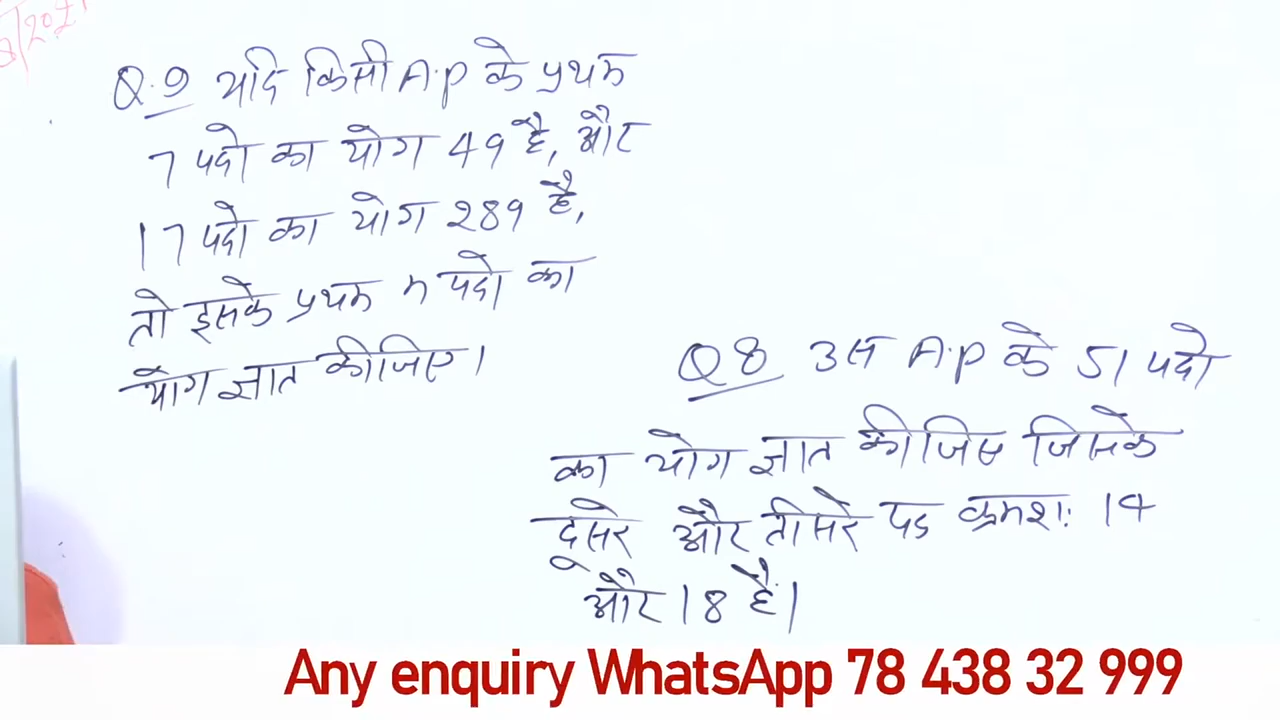 Q.9 यदि किसी A.P के प्रथम
7 पदो का योग 49 है, और
17 पदो का योग 289 है,
तो इसके प्रथम n पदो का
योग ज्ञात कीजिए।
Q8 उस A.P के 51 पदो
का योग ज्ञात कीजिए जिसके
दूसरे और तीसरे पद क्रमशः 14
और 18 है।
Any enquiry WhatsApp 78 438 32 999